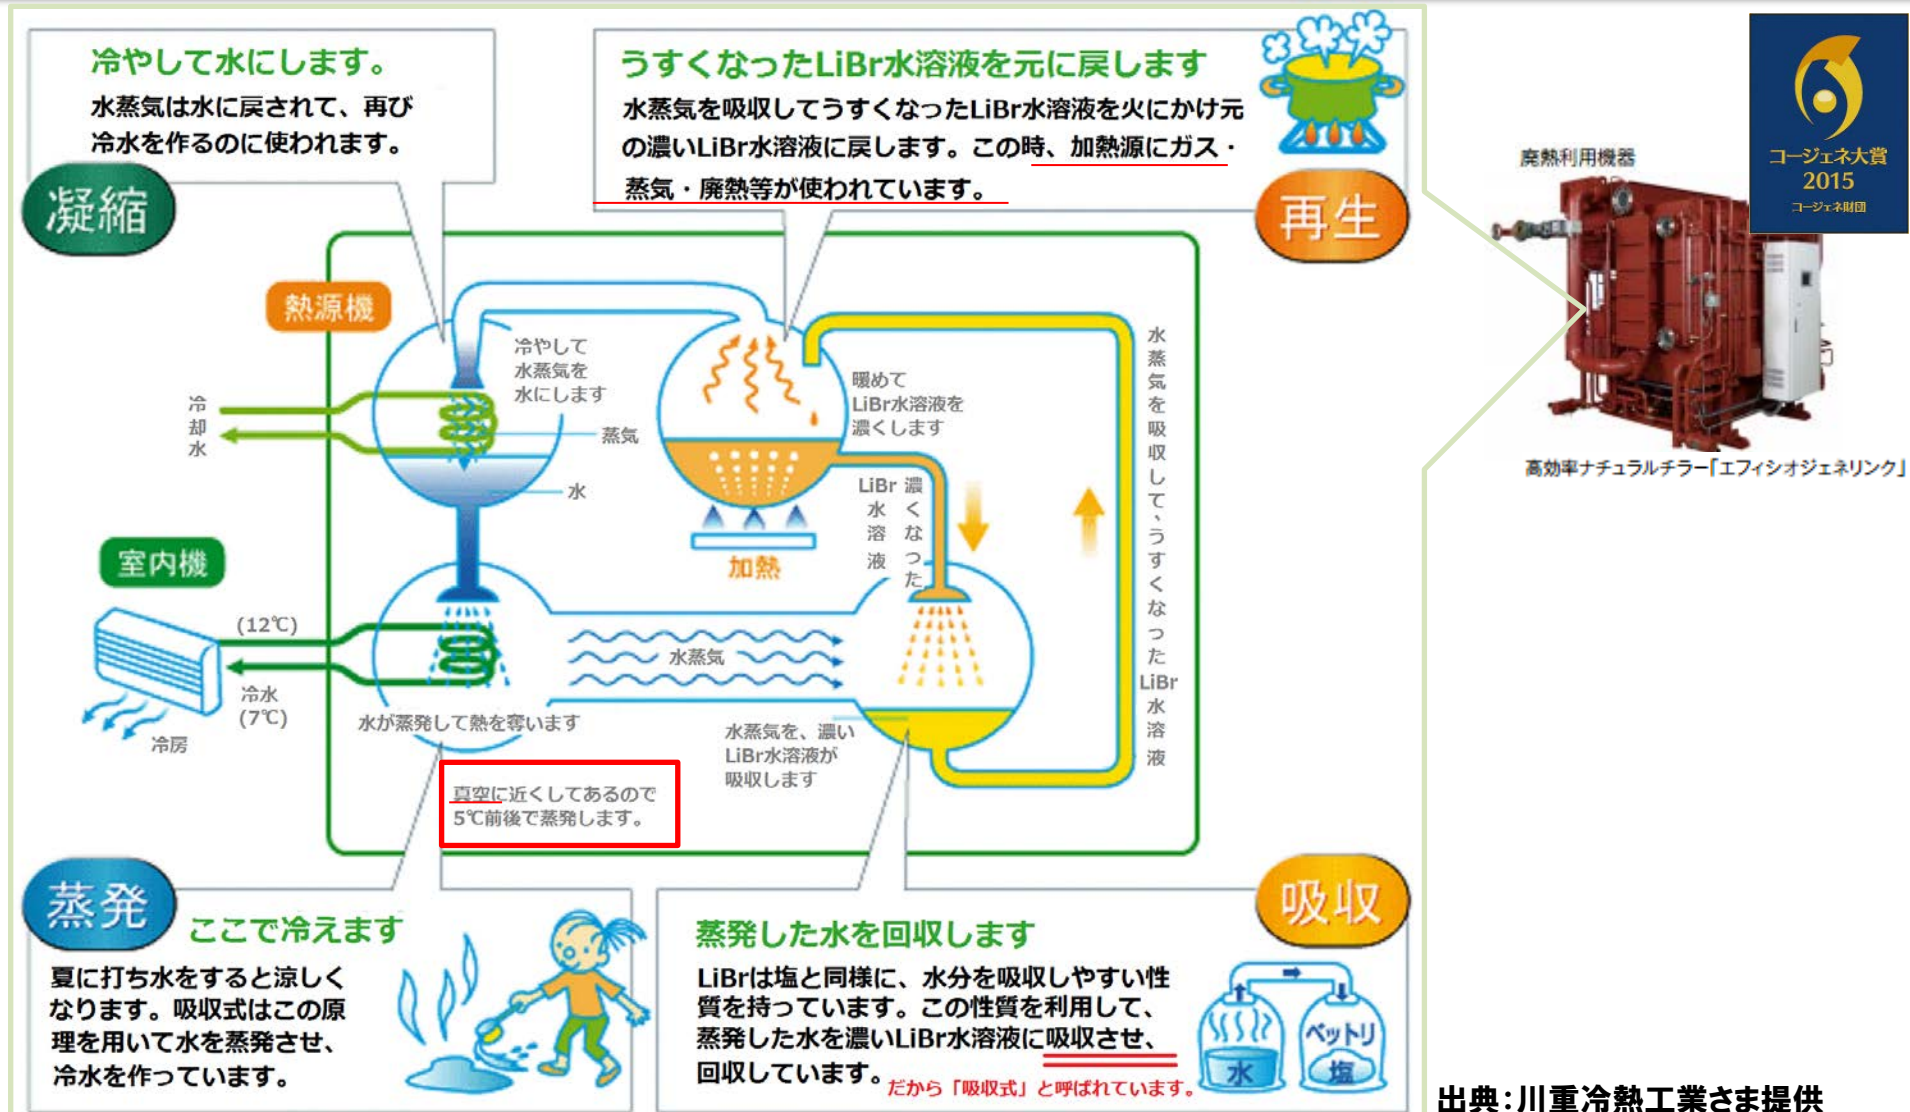 冷やして水にします。
水蒸気は水に戻されて、再び
冷水を作るのに使われます。
凝縮
うすくなったLiBr水溶液を元に戻します
水蒸気を吸収してうすくなったLiBr水溶液を火にかけ元
の濃いLiBr水溶液に戻します。この時、加熱源にガス・
蒸気・廃熱等が使われています。
再生
廃熱利用機器
コージェネ大賞
2015
コージェネ財団
高効率ナチュラルチラー「エフィシオジェネリンク」
熱源機
冷やして
水蒸気を
水にします
冷却水
蒸気
水
暖めて
LiBr水溶液を
濃くします
濃くなった
LiBr水溶液
加熱
水蒸気を吸収して、うすくなったLiBr水溶液
室内機
(12℃)
冷水
(7℃)
冷房
水蒸気
水が蒸発して熱を奪います
水蒸気を、濃い
LiBr水溶液が
吸収します
真空に近くしてあるので
5℃前後で蒸発します。
蒸発
ここで冷えます
夏に打ち水をすると涼しく
なります。吸収式はこの原
理を用いて水を蒸発させ、
冷水を作っています。
吸収
蒸発した水を回収します
LiBrは塩と同様に、水分を吸収しやすい性
質を持っています。この性質を利用して、
蒸発した水を濃いLiBr水溶液に吸収させ、
回収しています。
だから「吸収式」と呼ばれています。
水
ベットリ
塩
出典：川重冷熱工業さま提供